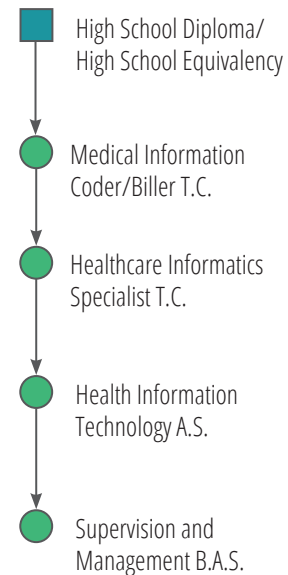 High School Diploma/
High School Equivalency
Medical Information
Coder/Biller T.C.
Healthcare Informatics
Specialist T.C.
Health Information
Technology A.S.
Supervision and
Management B.A.S.